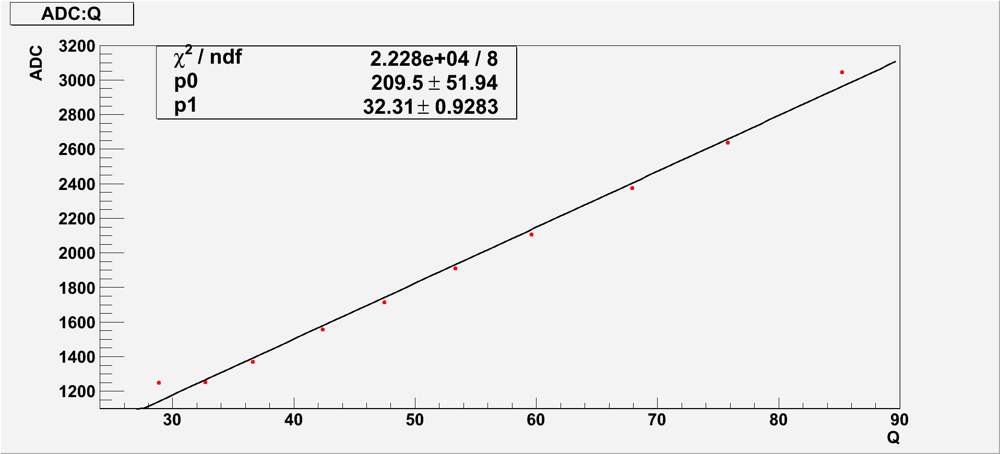 ADC:Q
ADC
χ2 / ndf 2.228e+04 / 8
p0 209.5 ± 51.94
p1 32.31 ± 0.9283
3200
3000
2800
2600
2400
2200
2000
1800
1600
1400
1200
30 40 50 60 70 80 90
Q